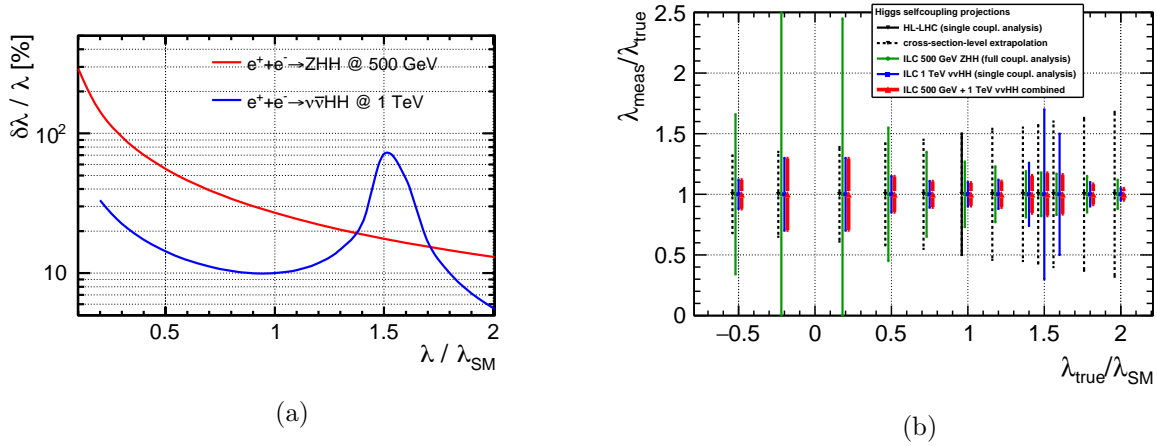 δλ / λ [%]
10²
10
e⁺+e⁻→ZHH @ 500 GeV
e⁺+e⁻→νν̄HH @ 1 TeV
0.5 1 1.5 2
λ / λSM
(a)
λmeas/λtrue
2.5
2
1.5
1
0.5
0
Higgs selfcoupling projections
HL-LHC (single coupl. analysis)
cross-section-level extrapolation
ILC 500 GeV ZHH (full coupl. analysis)
ILC 1 TeV vvHH (single coupl. analysis)
ILC 500 GeV + 1 TeV vvHH combined
−0.5 0 0.5 1 1.5 2
λtrue/λSM
(b)